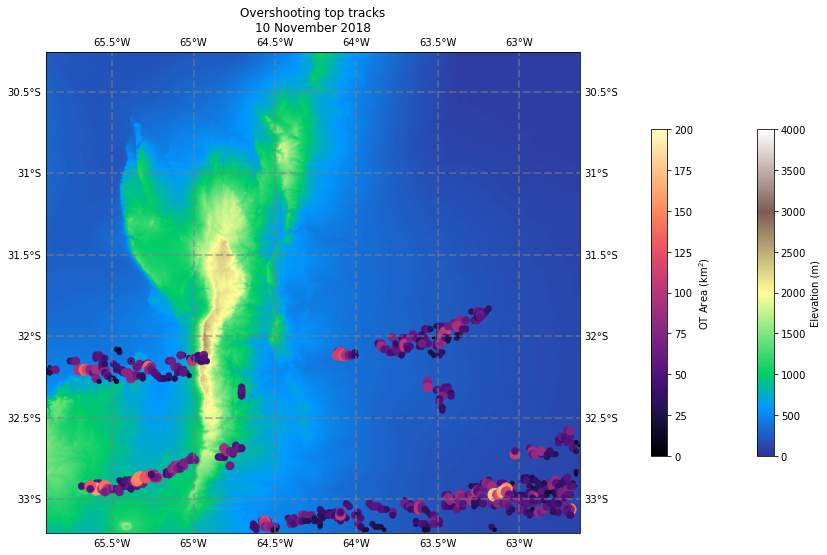 Overshooting top tracks
10 November 2018
65.5°W 65°W 64.5°W 64°W 63.5°W 63°W
30.5°S 30.5°S
31°S 31°S
31.5°S 31.5°S
32°S 32°S
32.5°S 32.5°S
33°S 33°S
65.5°W 65°W 64.5°W 64°W 63.5°W 63°W
200
175
150
125
100
75
50
25
0
OT Area (km²)
4000
3500
3000
2500
2000
1500
1000
500
0
Elevation (m)